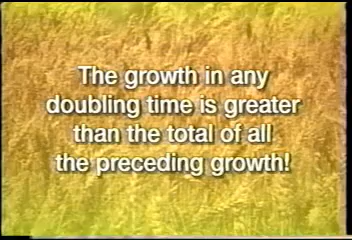 The growth in any
doubling time is greater
than the total of all
the preceding growth!